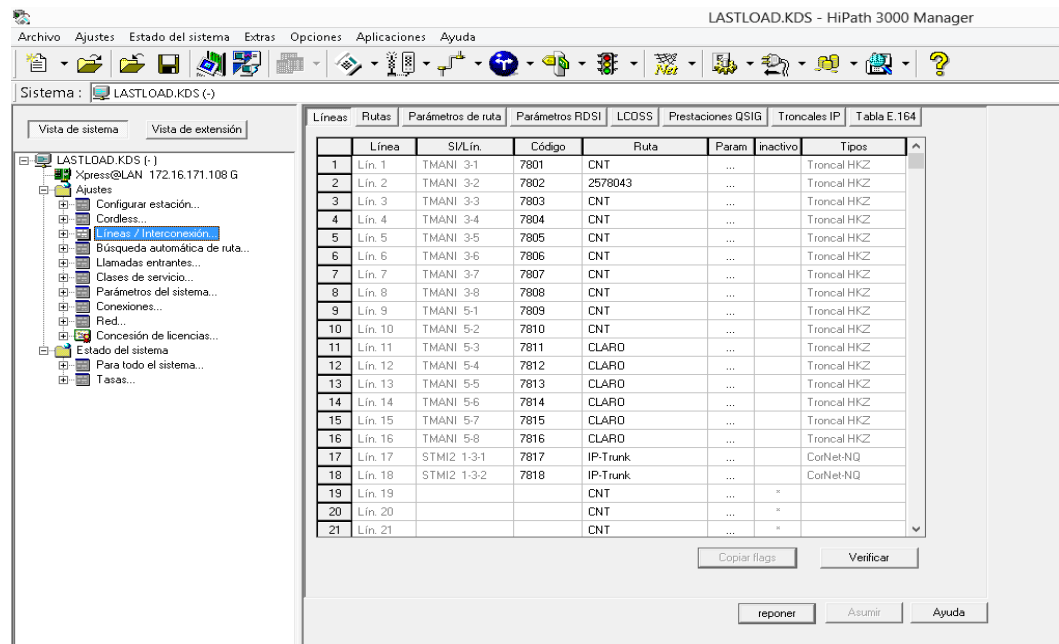 LASTLOAD.KDS - HiPath 3000 Manager
Archivo Ajustes Estado del sistema Extras Opciones Aplicaciones Ayuda
Net
Sistema : LASTLOAD.KDS (-)
Vista de sistema Vista de extensión
LASTLOAD.KDS (-)
Xpress@LAN 172.16.171.108 G
Ajustes
Configurar estación...
Cordless...
Líneas / Interconexión...
Búsqueda automática de ruta...
Llamadas entrantes...
Clases de servicio...
Parámetros del sistema...
Conexiones...
Red...
Concesión de licencias...
Estado del sistema
Para todo el sistema...
Tasas...
Líneas Rutas Parámetros de ruta Parámetros RDSI LCOSS Prestaciones QSIG Troncales IP Tabla E.164
Línea SI/Lín. Código Ruta Param inactivo Tipos
1 Lín. 1 TMANI 3-1 7801 CNT ... Troncal HKZ
2 Lín. 2 TMANI 3-2 7802 2578043 ... Troncal HKZ
3 Lín. 3 TMANI 3-3 7803 CNT ... Troncal HKZ
4 Lín. 4 TMANI 3-4 7804 CNT ... Troncal HKZ
5 Lín. 5 TMANI 3-5 7805 CNT ... Troncal HKZ
6 Lín. 6 TMANI 3-6 7806 CNT ... Troncal HKZ
7 Lín. 7 TMANI 3-7 7807 CNT ... Troncal HKZ
8 Lín. 8 TMANI 3-8 7808 CNT ... Troncal HKZ
9 Lín. 9 TMANI 5-1 7809 CNT ... Troncal HKZ
10 Lín. 10 TMANI 5-2 7810 CNT ... Troncal HKZ
11 Lín. 11 TMANI 5-3 7811 CLARO ... Troncal HKZ
12 Lín. 12 TMANI 5-4 7812 CLARO ... Troncal HKZ
13 Lín. 13 TMANI 5-5 7813 CLARO ... Troncal HKZ
14 Lín. 14 TMANI 5-6 7814 CLARO ... Troncal HKZ
15 Lín. 15 TMANI 5-7 7815 CLARO ... Troncal HKZ
16 Lín. 16 TMANI 5-8 7816 CLARO ... Troncal HKZ
17 Lín. 17 STMI2 1-3-1 7817 IP-Trunk ... CorNet-NQ
18 Lín. 18 STMI2 1-3-2 7818 IP-Trunk ... CorNet-NQ
19 Lín. 19 CNT ... *
20 Lín. 20 CNT ... *
21 Lín. 21 CNT ... *
Copiar flags Verificar
reponer Asumir Ayuda